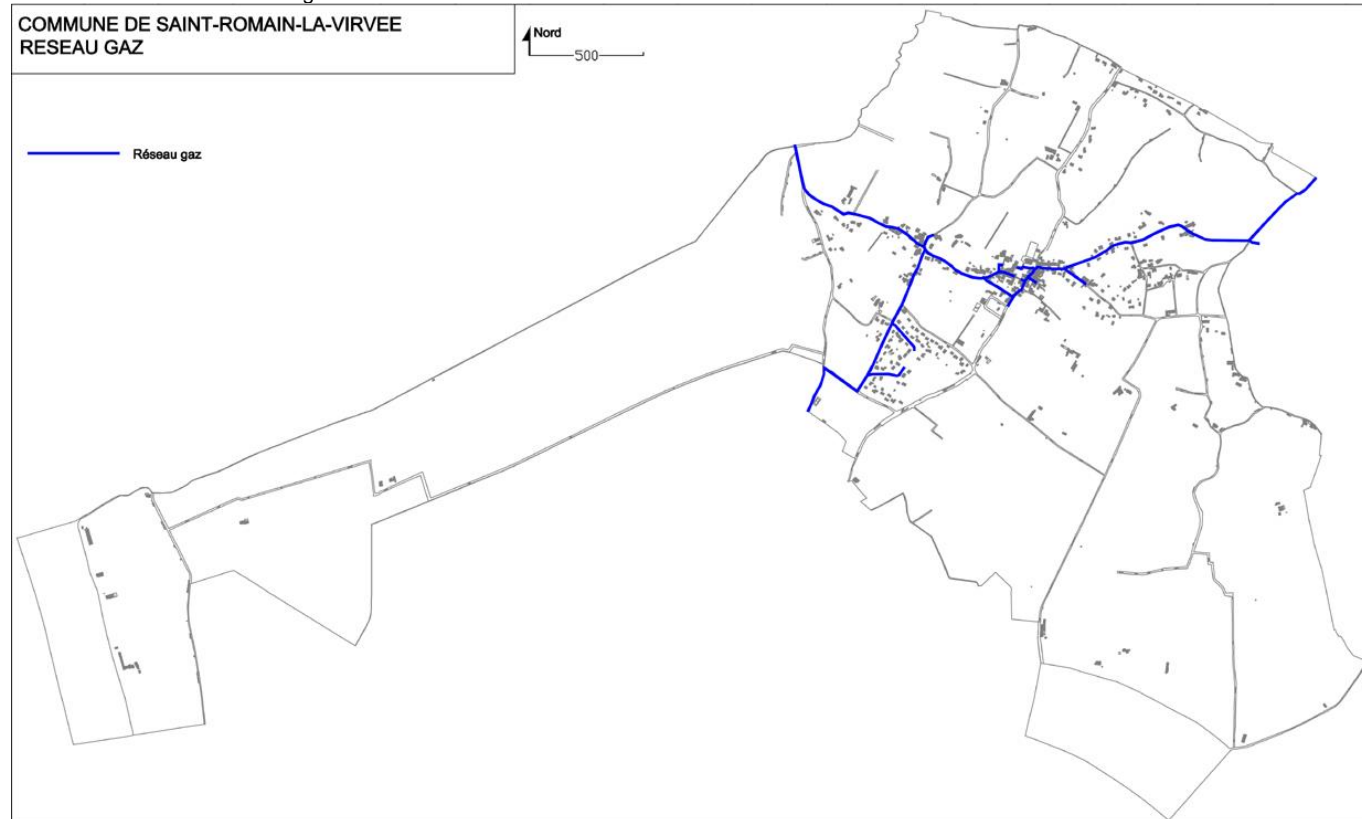 COMMUNE DE SAINT-ROMAIN-LA-VIRVEE
RESEAU GAZ
Nord
500
Réseau gaz